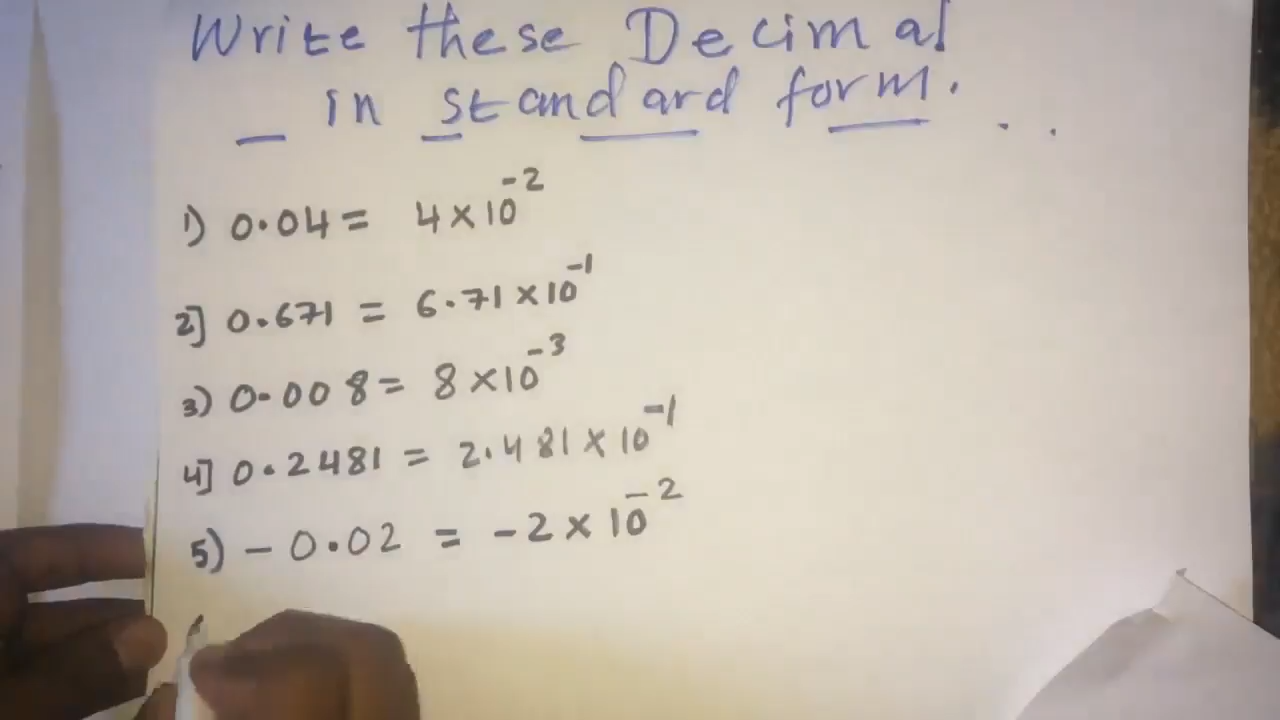 Write these Decimal
in standard form.
1) 0.04 = 4 × 10⁻²
2] 0.671 = 6.71 × 10⁻¹
3) 0.008 = 8 × 10⁻³
4] 0.2481 = 2.481 × 10⁻¹
5) - 0.02 = - 2 × 10⁻²